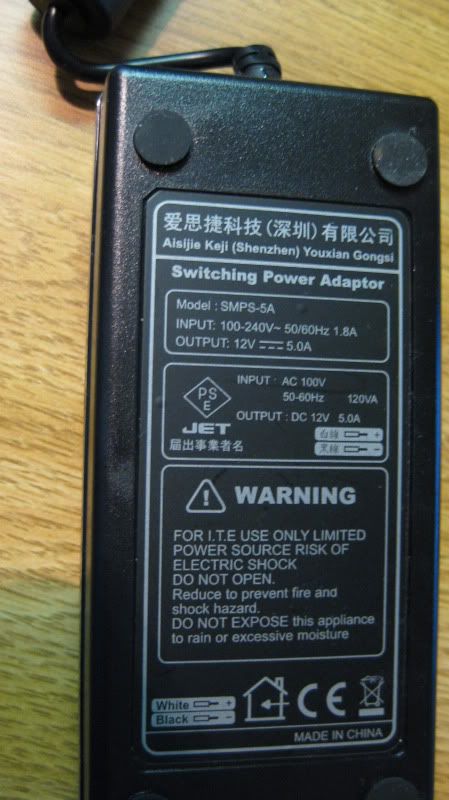 爱思捷科技(深圳)有限公司
Aisijie Keji (Shenzhen) Youxian Gongsi
Switching Power Adaptor
Model : SMPS-5A
INPUT: 100-240V~ 50/60Hz 1.8A
OUTPUT: 12V ⎓ 5.0A
PSE
INPUT : AC 100V
50-60Hz 120VA
OUTPUT : DC 12V 5.0A
JET
白線 +
届出事業者名
黒線 −
WARNING
FOR I.T.E USE ONLY LIMITED
POWER SOURCE RISK OF
ELECTRIC SHOCK
DO NOT OPEN.
Reduce to prevent fire and
shock hazard.
DO NOT EXPOSE this appliance
to rain or excessive moisture
White +
Black −
CE
MADE IN CHINA